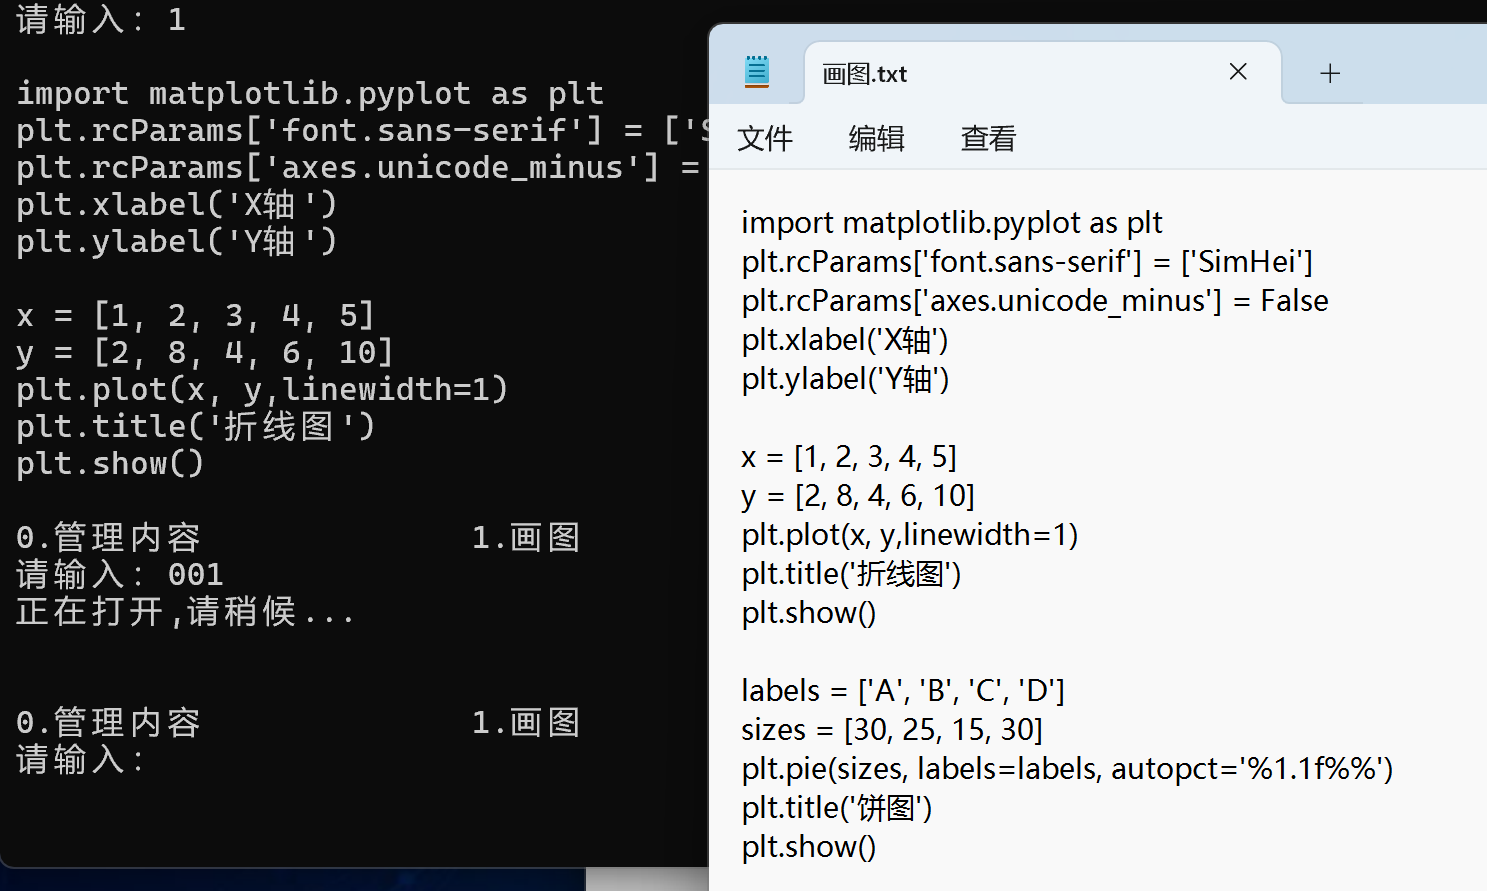 请输入: 1
import matplotlib.pyplot as plt
plt.rcParams['font.sans-serif'] = ['S
plt.rcParams['axes.unicode_minus'] =
plt.xlabel('X轴')
plt.ylabel('Y轴')
x = [1, 2, 3, 4, 5]
y = [2, 8, 4, 6, 10]
plt.plot(x, y,linewidth=1)
plt.title('折线图')
plt.show()
0.管理内容 1.画图
请输入: 001
正在打开,请稍候...
0.管理内容 1.画图
请输入:
画图.txt
文件 编辑 查看
import matplotlib.pyplot as plt
plt.rcParams['font.sans-serif'] = ['SimHei']
plt.rcParams['axes.unicode_minus'] = False
plt.xlabel('X轴')
plt.ylabel('Y轴')
x = [1, 2, 3, 4, 5]
y = [2, 8, 4, 6, 10]
plt.plot(x, y,linewidth=1)
plt.title('折线图')
plt.show()
labels = ['A', 'B', 'C', 'D']
sizes = [30, 25, 15, 30]
plt.pie(sizes, labels=labels, autopct='%1.1f%%')
plt.title('饼图')
plt.show()